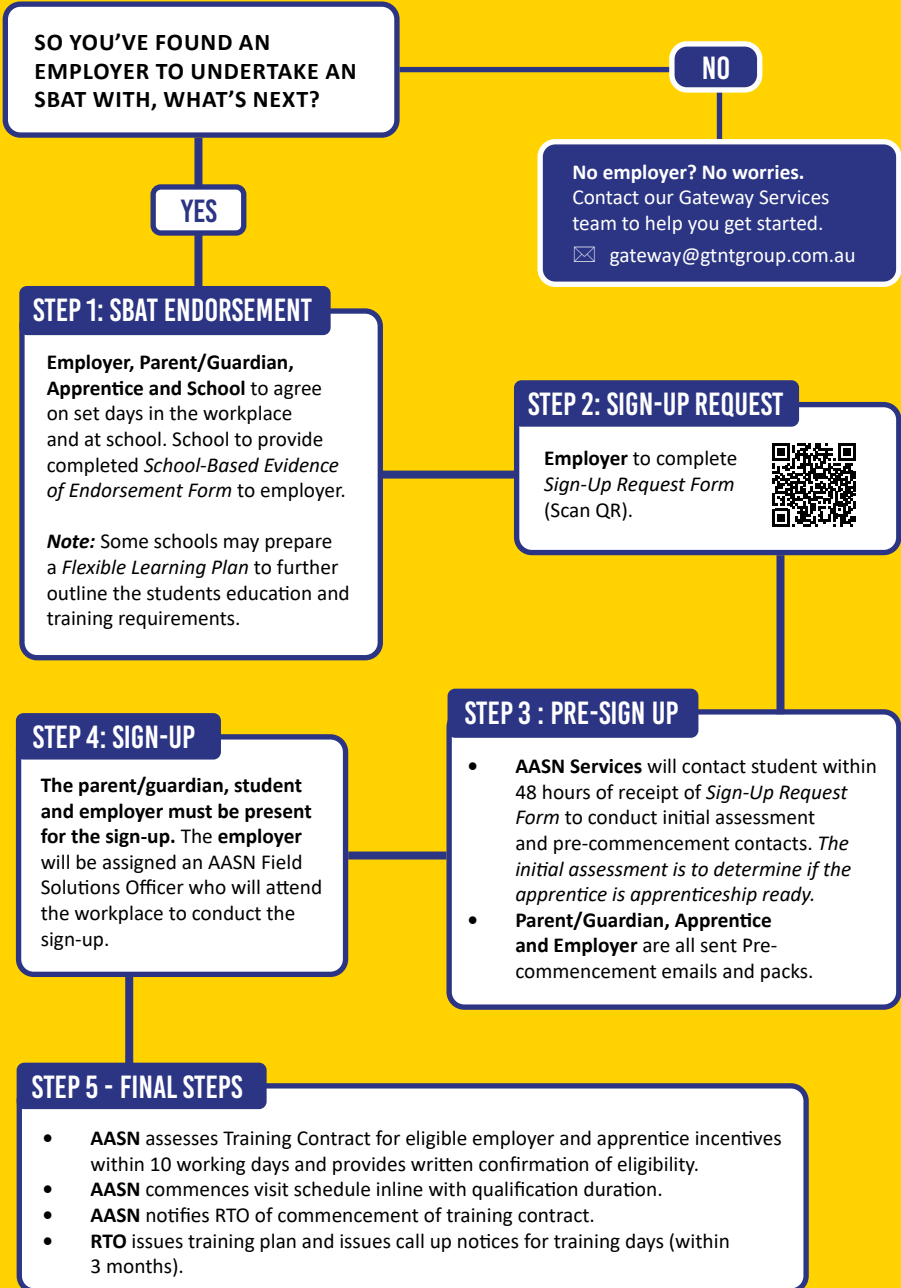 SO YOU'VE FOUND AN
EMPLOYER TO UNDERTAKE AN
SBAT WITH, WHAT'S NEXT?
NO
No employer? No worries.
Contact our Gateway Services
team to help you get started.
gateway@gtntgroup.com.au
YES
STEP 1: SBAT ENDORSEMENT
Employer, Parent/Guardian,
Apprentice and School to agree
on set days in the workplace
and at school. School to provide
completed School-Based Evidence
of Endorsement Form to employer.
Note: Some schools may prepare
a Flexible Learning Plan to further
outline the students education and
training requirements.
STEP 2: SIGN-UP REQUEST
Employer to complete
Sign-Up Request Form
(Scan QR).
STEP 3 : PRE-SIGN UP
• AASN Services will contact student within
48 hours of receipt of Sign-Up Request
Form to conduct initial assessment
and pre-commencement contacts. The
initial assessment is to determine if the
apprentice is apprenticeship ready.
• Parent/Guardian, Apprentice
and Employer are all sent Pre-
commencement emails and packs.
STEP 4: SIGN-UP
The parent/guardian, student
and employer must be present
for the sign-up. The employer
will be assigned an AASN Field
Solutions Officer who will attend
the workplace to conduct the
sign-up.
STEP 5 - FINAL STEPS
• AASN assesses Training Contract for eligible employer and apprentice incentives
within 10 working days and provides written confirmation of eligibility.
• AASN commences visit schedule inline with qualification duration.
• AASN notifies RTO of commencement of training contract.
• RTO issues training plan and issues call up notices for training days (within
3 months).